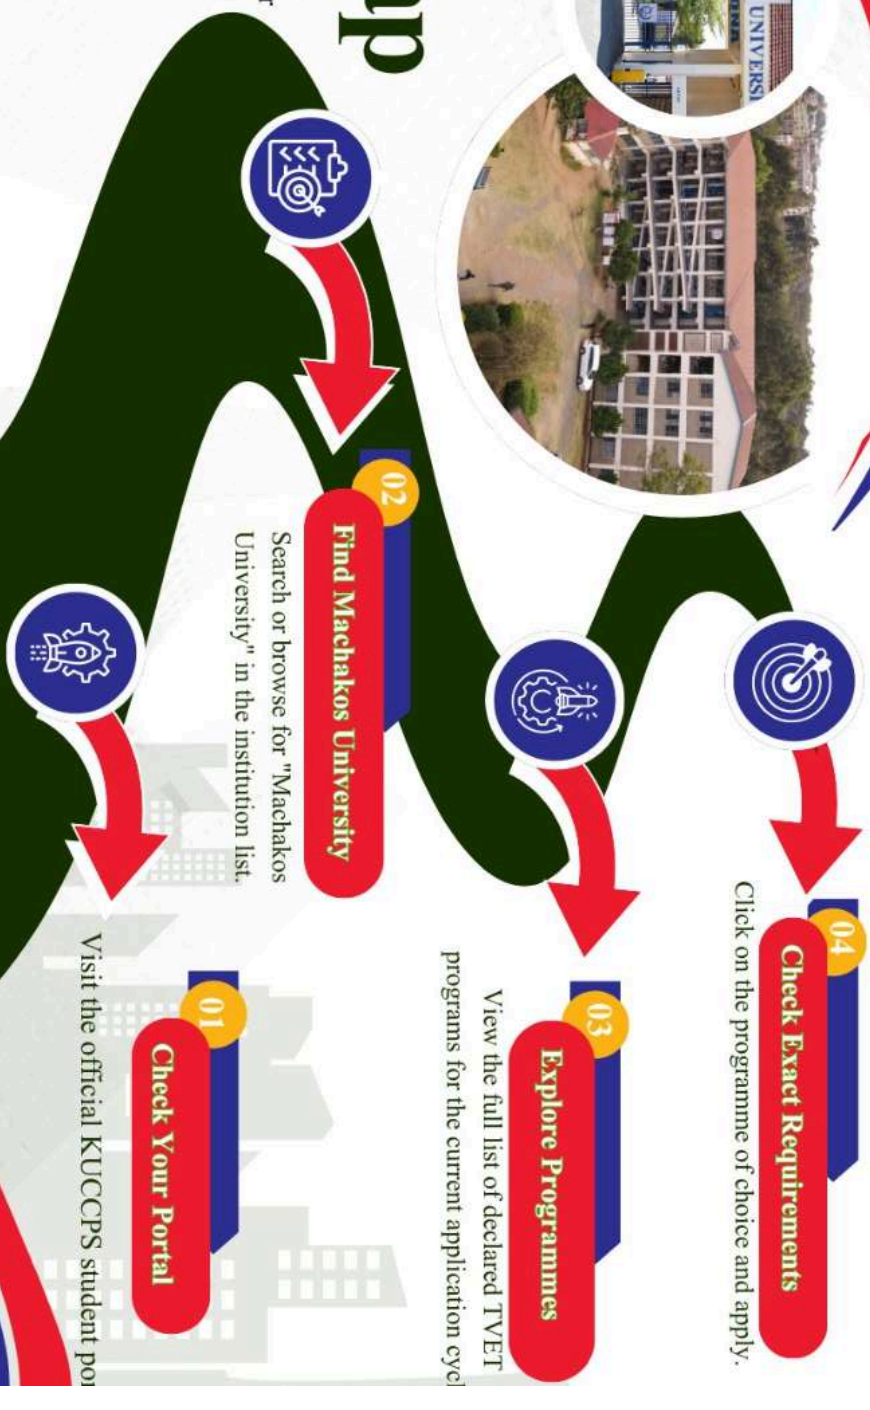 UNIVERSI
04
Check Exact Requirements
Click on the programme of choice and apply.
03
Explore Programmes
View the full list of declared TVET
programs for the current application cycl
up
02
Find Machakos University
Search or browse for "Machakos
University" in the institution list.
01
Check Your Portal
Visit the official KUCCPS student por